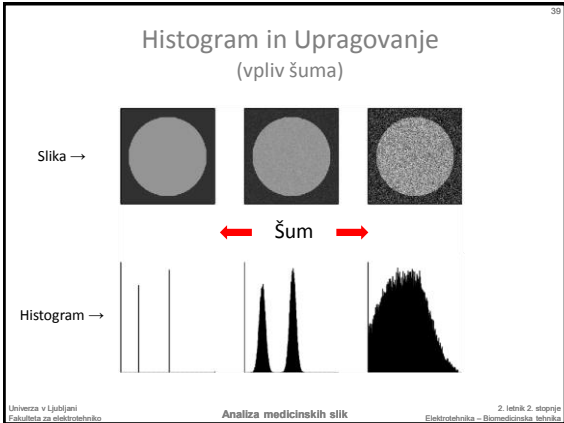 39
Histogram in Upragovanje
(vpliv šuma)
Slika →
Šum
Histogram →
Univerza v Ljubljani
Fakulteta za elektrotehniko
Analiza medicinskih slik
2. letnik 2. stopnje
Elektrotehnika – Biomedicinska tehnika